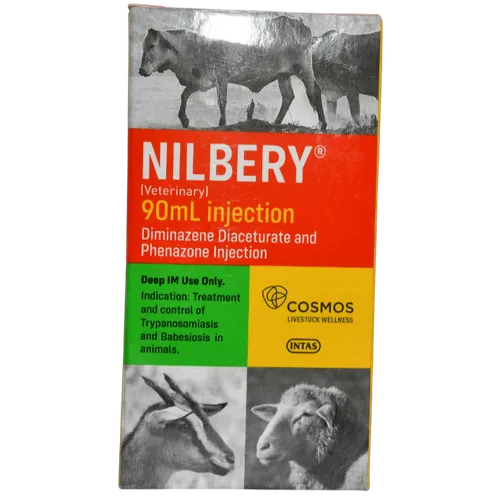 NILBERY®
[Veterinary]
90mL injection
Diminazene Diaceturate and
Phenazone Injection
Deep IM Use Only.
Indication: Treatment
and control of
Trypanosomiasis
and Babesiosis in
animals.
COSMOS
LIVESTOCK WELLNESS
INTAS